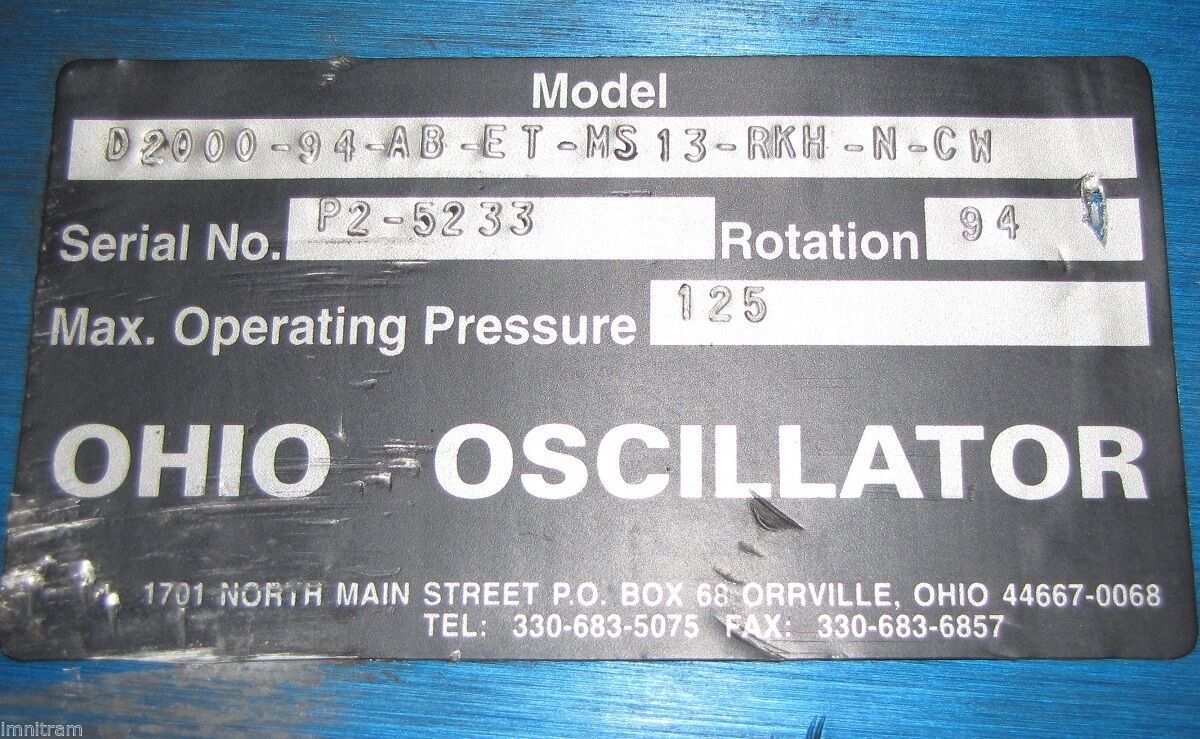 Model
D2000-94-AB-ET-MS13-RKH-N-CW
Serial No. P2-5233 Rotation 94
Max. Operating Pressure 125
OHIO OSCILLATOR
1701 NORTH MAIN STREET P.O. BOX 68 ORRVILLE, OHIO 44667-0068
TEL: 330-683-5075 FAX: 330-683-6857
imnitram